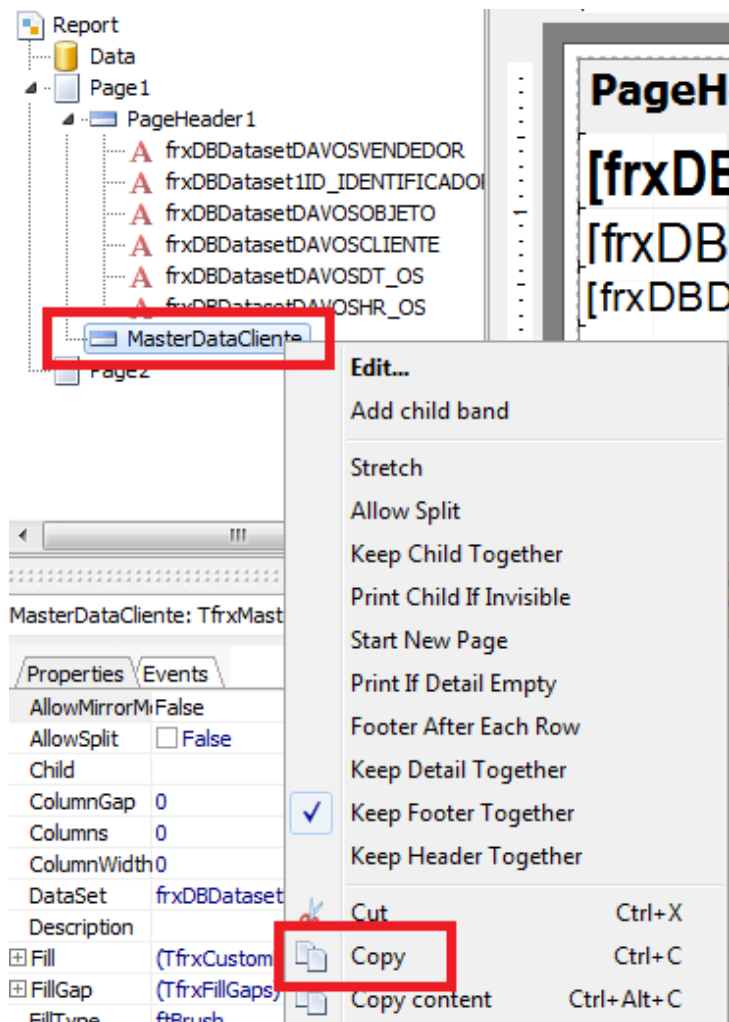 Report
Data
Page1
PageHeader1
frxDBDatasetDAVOSVENDEDOR
frxDBDataset1ID_IDENTIFICADO
frxDBDatasetDAVOSOBJETO
frxDBDatasetDAVOSCLIENTE
frxDBDatasetDAVOSDT_OS
frxDBDatasetDAVOSHR_OS
MasterDataCliente
Page2
PageH
[frxDB
[frxDB
[frxDBD
1
Edit...
Add child band
Stretch
Allow Split
Keep Child Together
Print Child If Invisible
Start New Page
Print If Detail Empty
Footer After Each Row
Keep Detail Together
Keep Footer Together
Keep Header Together
Cut Ctrl+X
Copy Ctrl+C
Copy content Ctrl+Alt+C
MasterDataCliente: TfrxMast
Properties Events
AllowMirrorM False
AllowSplit False
Child
ColumnGap 0
Columns 0
ColumnWidth 0
DataSet frxDBDataset
Description
Fill (TfrxCustom
FillGap (TfrxFillGaps)
FillType ftBrush